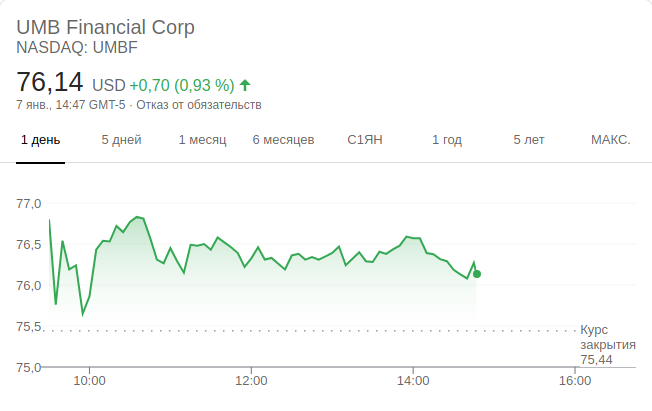 UMB Financial Corp
NASDAQ: UMBF
76,14 USD +0,70 (0,93 %)
7 янв., 14:47 GMT-5 · Отказ от обязательств
1 день 5 дней 1 месяц 6 месяцев С1ЯН 1 год 5 лет МАКС.
77,0
76,5
76,0
75,5
Курс
закрытия
75,44
75,0
10:00 12:00 14:00 16:00